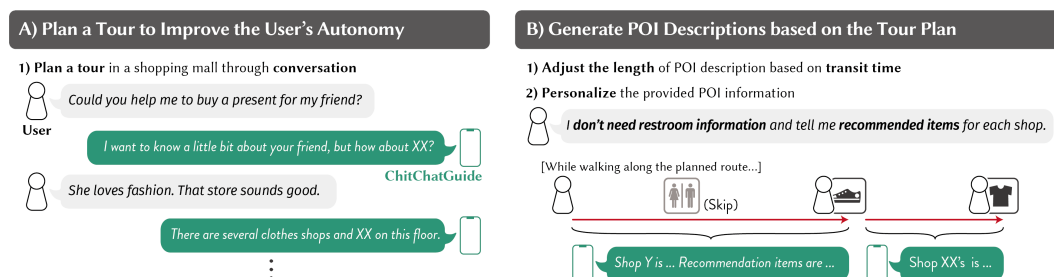 A) Plan a Tour to Improve the User's Autonomy
1) Plan a tour in a shopping mall through conversation
Could you help me to buy a present for my friend?
User
I want to know a little bit about your friend, but how about XX?
ChitChatGuide
She loves fashion. That store sounds good.
There are several clothes shops and XX on this floor.
B) Generate POI Descriptions based on the Tour Plan
1) Adjust the length of POI description based on transit time
2) Personalize the provided POI information
I don't need restroom information and tell me recommended items for each shop.
[While walking along the planned route...]
(Skip)
Shop Y is ... Recommendation items are ...
Shop XX's is ...